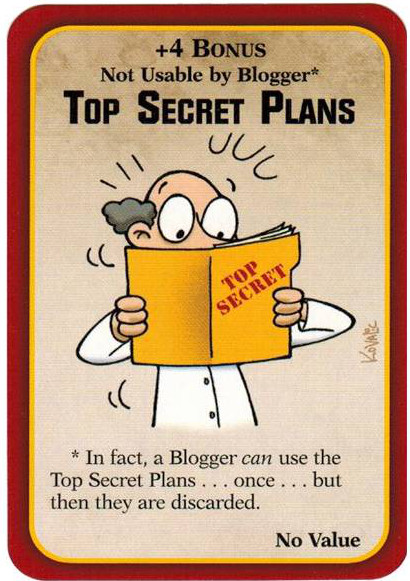 +4 Bonus
Not Usable by Blogger*
Top Secret Plans
TOP
SECRET
KOVALIC
* In fact, a Blogger can use the
Top Secret Plans . . . once . . . but
then they are discarded.
No Value